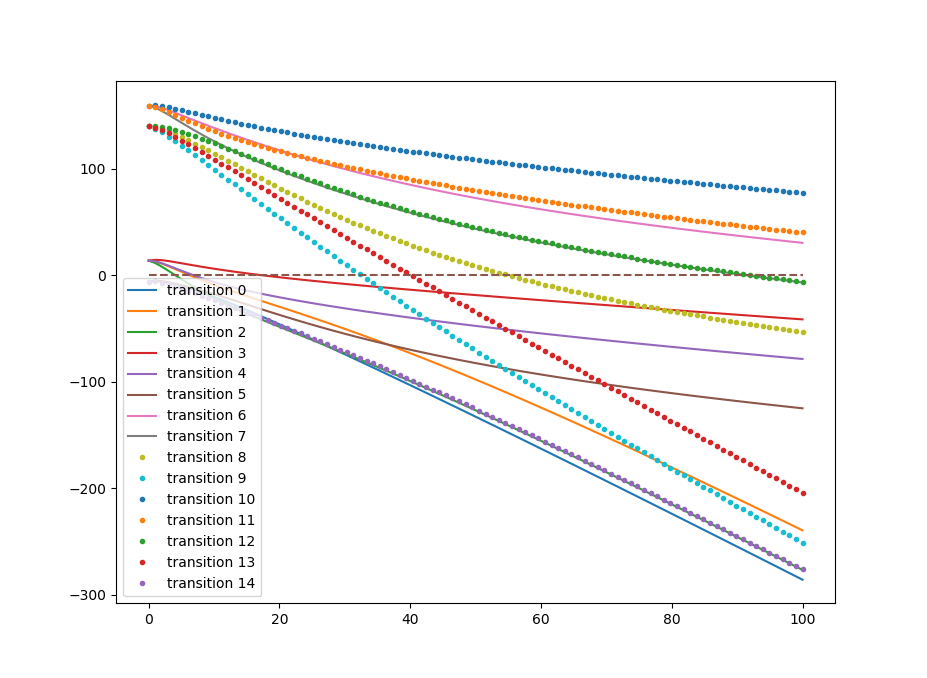 100
0
−100
−200
−300
transition 0
transition 1
transition 2
transition 3
transition 4
transition 5
transition 6
transition 7
transition 8
transition 9
transition 10
transition 11
transition 12
transition 13
transition 14
0 20 40 60 80 100